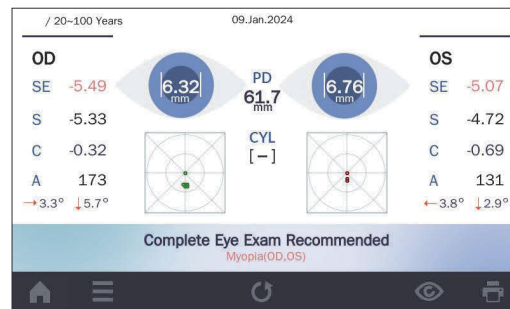 / 20~100 Years
09.Jan.2024
OD
SE -5.49
S -5.33
C -0.32
A 173
→3.3° ↓5.7°
6.32
mm
PD
61.7
mm
CYL
[−]
6.76
mm
OS
SE -5.07
S -4.72
C -0.69
A 131
←3.8° ↓2.9°
Complete Eye Exam Recommended
Myopia(OD,OS)